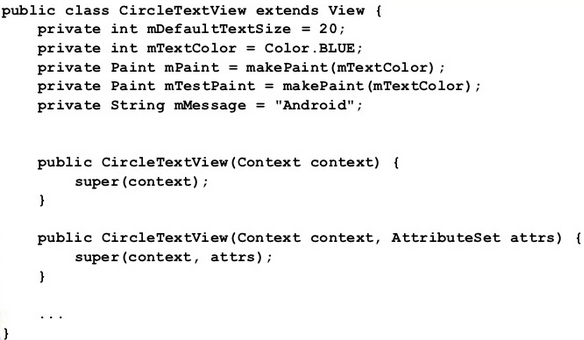 public class CircleTextView extends View {
    private int mDefaultTextSize = 20;
    private int mTextColor = Color.BLUE;
    private Paint mPaint = makePaint(mTextColor);
    private Paint mTestPaint = makePaint(mTextColor);
    private String mMessage = "Android";
    public CircleTextView(Context context) {
        super(context);
    }
    public CircleTextView(Context context, AttributeSet attrs) {
        super(context, attrs);
    }
    ...
}